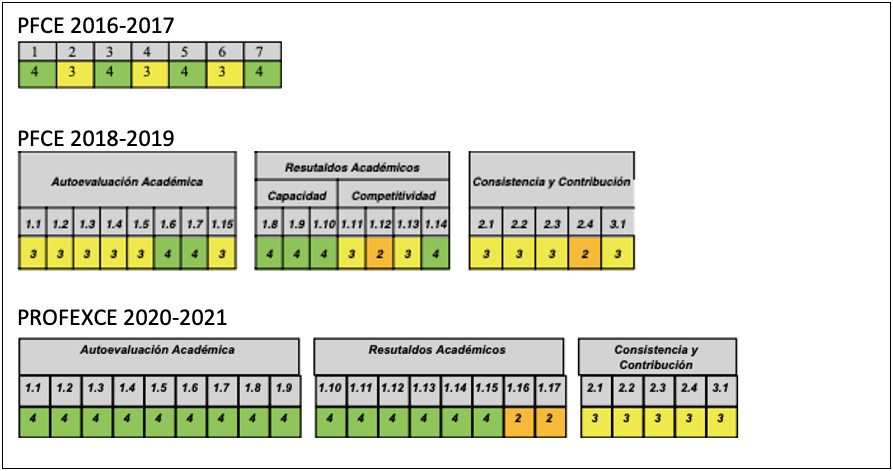 PFCE 2016-2017
1 2 3 4 5 6 7
4 3 4 3 4 3 4
PFCE 2018-2019
Autoevaluación Académica
1.1 1.2 1.3 1.4 1.5 1.6 1.7 1.15
3 3 3 3 3 4 4 3
Resutaldos Académicos
Capacidad Competitividad
1.8 1.9 1.10 1.11 1.12 1.13 1.14
4 4 4 3 2 3 4
Consistencia y Contribución
2.1 2.2 2.3 2.4 3.1
3 3 3 2 3
PROFEXCE 2020-2021
Autoevaluación Académica
1.1 1.2 1.3 1.4 1.5 1.6 1.7 1.8 1.9
4 4 4 4 4 4 4 4 4
Resutaldos Académicos
1.10 1.11 1.12 1.13 1.14 1.15 1.16 1.17
4 4 4 4 4 4 2 2
Consistencia y
Contribución
2.1 2.2 2.3 2.4 3.1
3 3 3 3 3